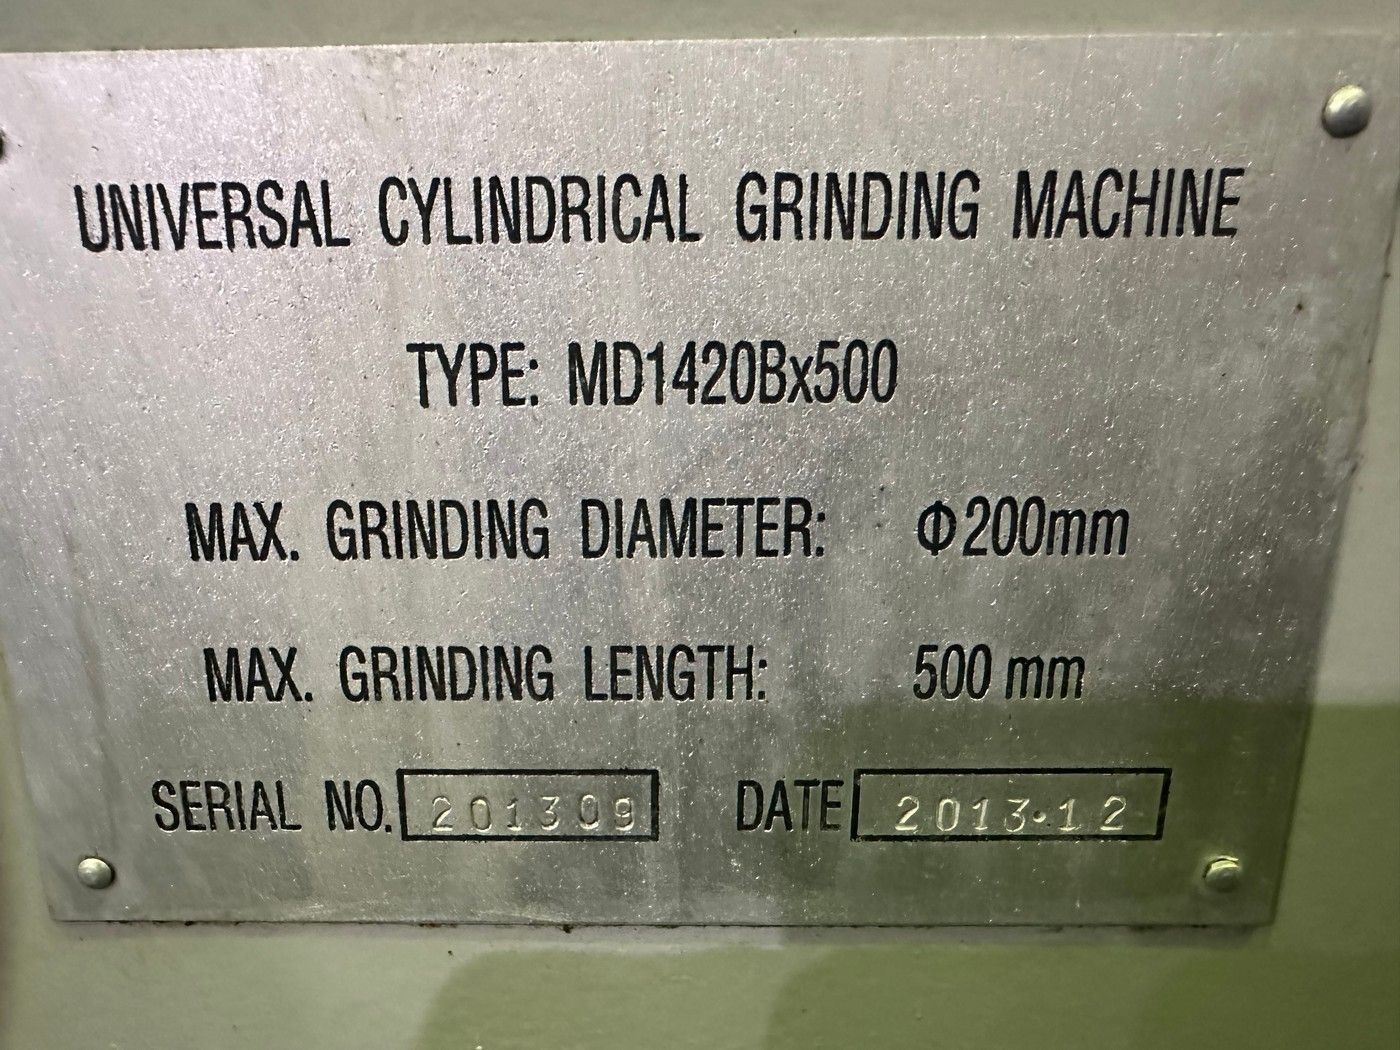 UNIVERSAL CYLINDRICAL GRINDING MACHINE
TYPE: MD1420Bx500
MAX. GRINDING DIAMETER: Φ200mm
MAX. GRINDING LENGTH: 500 mm
SERIAL NO. 201309 DATE 2013·12